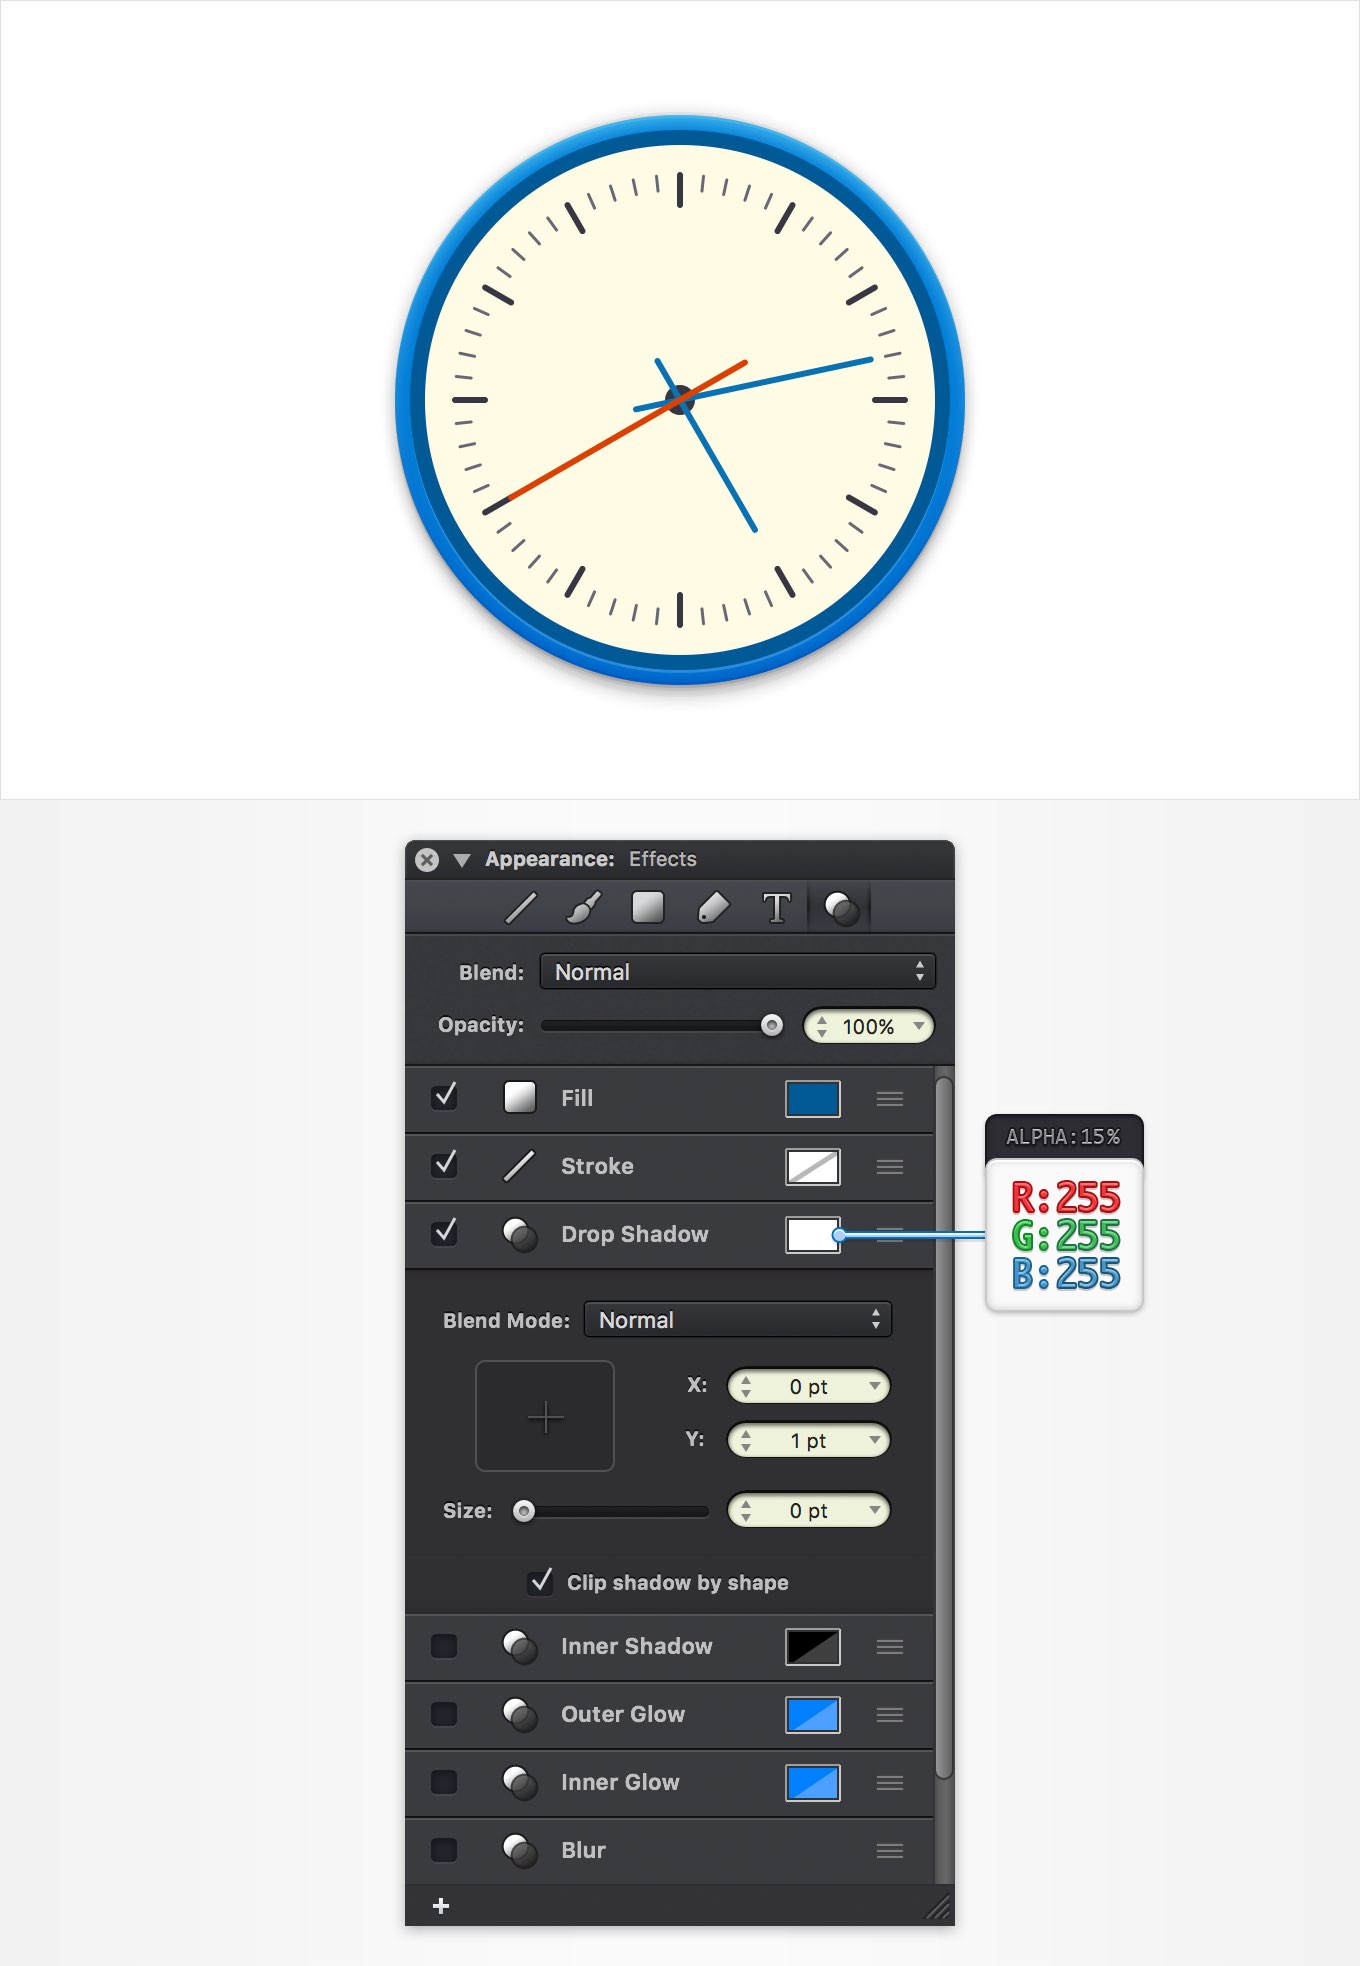 Appearance: Effects
T
Blend: Normal
Opacity: 100%
Fill
Stroke
ALPHA:15%
R:255
G:255
B:255
Drop Shadow
Blend Mode: Normal
X: 0 pt
Y: 1 pt
Size: 0 pt
Clip shadow by shape
Inner Shadow
Outer Glow
Inner Glow
Blur